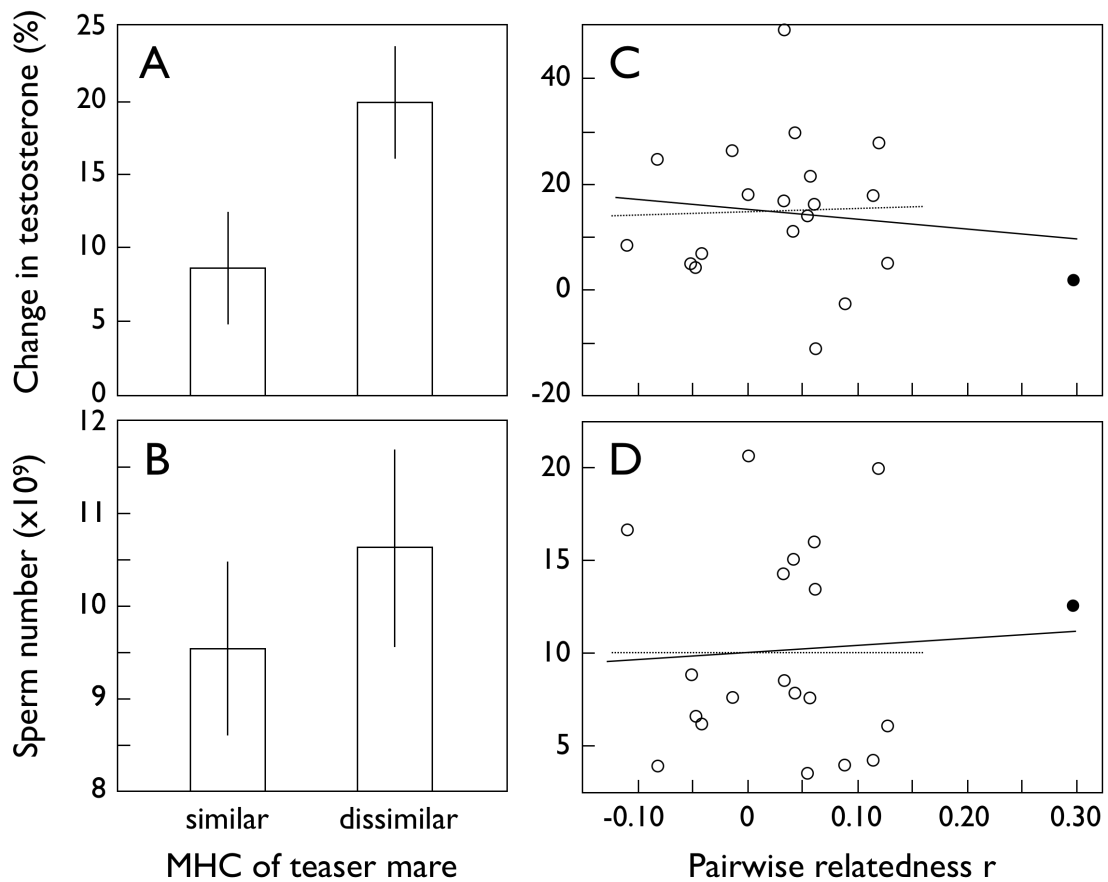 Change in testosterone (%)
25
20
15
10
5
0
A
40
20
0
-20
C
Sperm number (x10⁹)
12
11
10
9
8
B
similar dissimilar
MHC of teaser mare
20
15
10
5
D
-0.10 0 0.10 0.20 0.30
Pairwise relatedness r